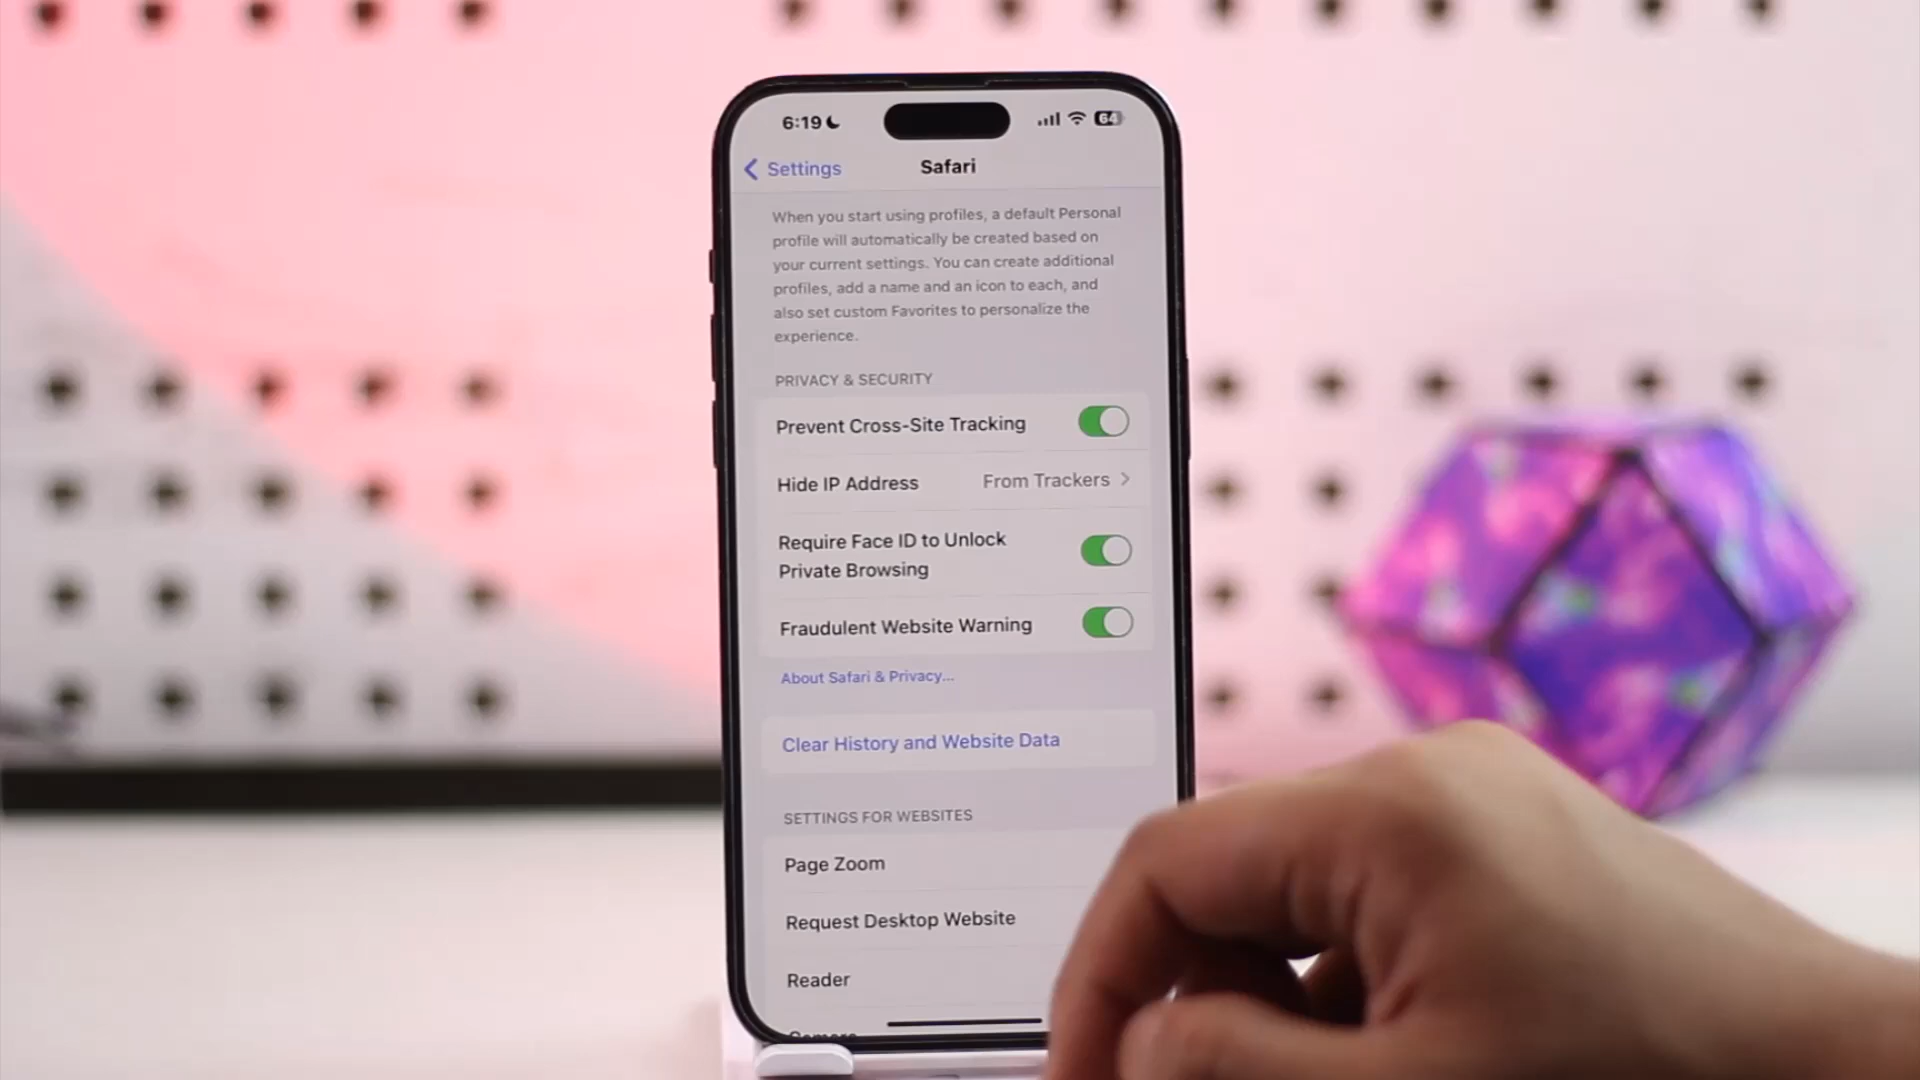 6:19
64
Settings
Safari
When you start using profiles, a default Personal
profile will automatically be created based on
your current settings. You can create additional
profiles, add a name and an icon to each, and
also set custom Favorites to personalize the
experience.
PRIVACY & SECURITY
Prevent Cross-Site Tracking
Hide IP Address From Trackers
Require Face ID to Unlock
Private Browsing
Fraudulent Website Warning
About Safari & Privacy...
Clear History and Website Data
SETTINGS FOR WEBSITES
Page Zoom
Request Desktop Website
Reader